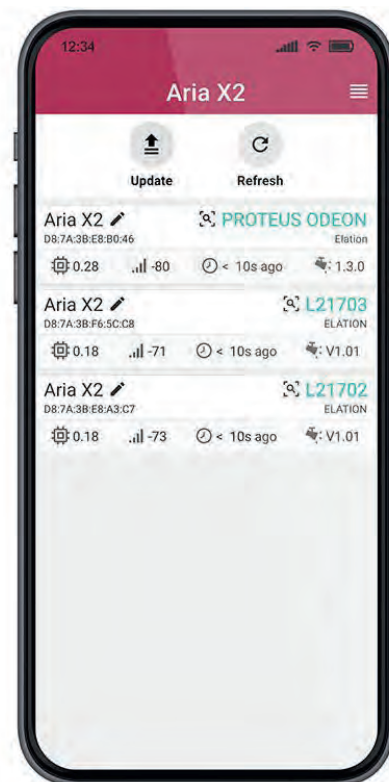 12:34
Aria X2
Update Refresh
Aria X2 PROTEUS ODEON
D8:7A:3B:E8:B0:46 Elation
0.28 -80 < 10s ago : 1.3.0
Aria X2 L21703
D8:7A:3B:F6:5C:C8 ELATION
0.18 -71 < 10s ago : V1.01
Aria X2 L21702
D8:7A:3B:E8:A3:C7 ELATION
0.18 -73 < 10s ago : V1.01